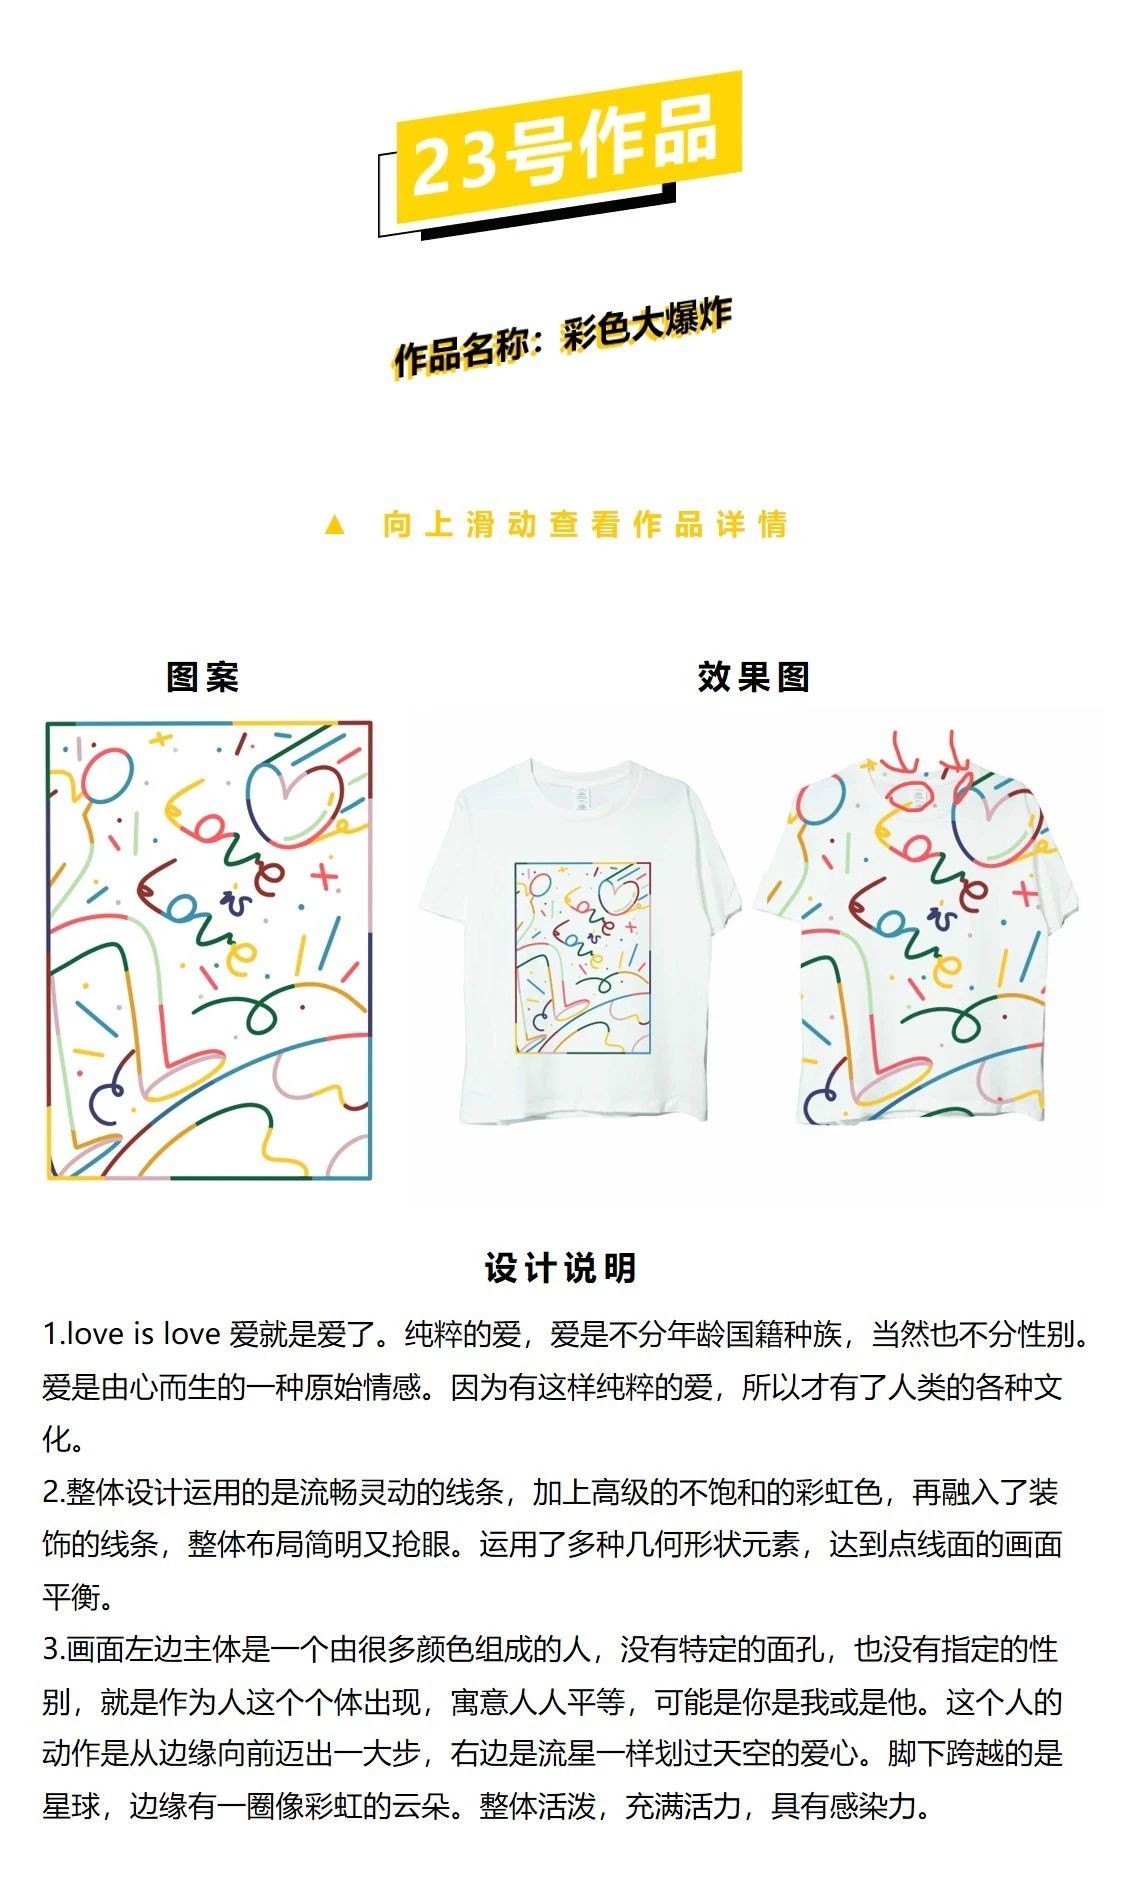 23号作品
作品名称：彩色大爆炸
▲ 向上滑动查看作品详情
图案
效果图
love
is
love
love
is
love
love
is
love
设计说明
1.love is love 爱就是爱了。纯粹的爱，爱是不分年龄国籍种族，当然也不分性别。
爱是由心而生的一种原始情感。因为有这样纯粹的爱，所以才有了人类的各种文
化。
2.整体设计运用的是流畅灵动的线条，加上高级的不饱和的彩虹色，再融入了装
饰的线条，整体布局简明又抢眼。运用了多种几何形状元素，达到点线面的画面
平衡。
3.画面左边主体是一个由很多颜色组成的人，没有特定的面孔，也没有指定的性
别，就是作为人这个个体出现，寓意人人平等，可能是你是我或是他。这个人的
动作是从边缘向前迈出一大步，右边是流星一样划过天空的爱心。脚下跨越的是
星球，边缘有一圈像彩虹的云朵。整体活泼，充满活力，具有感染力。